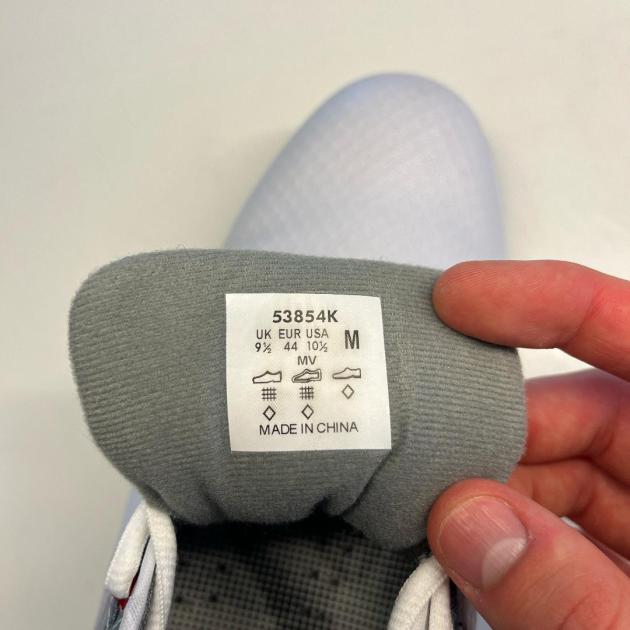 53854K
UK EUR USA M
9½ 44 10½
MV
MADE IN CHINA